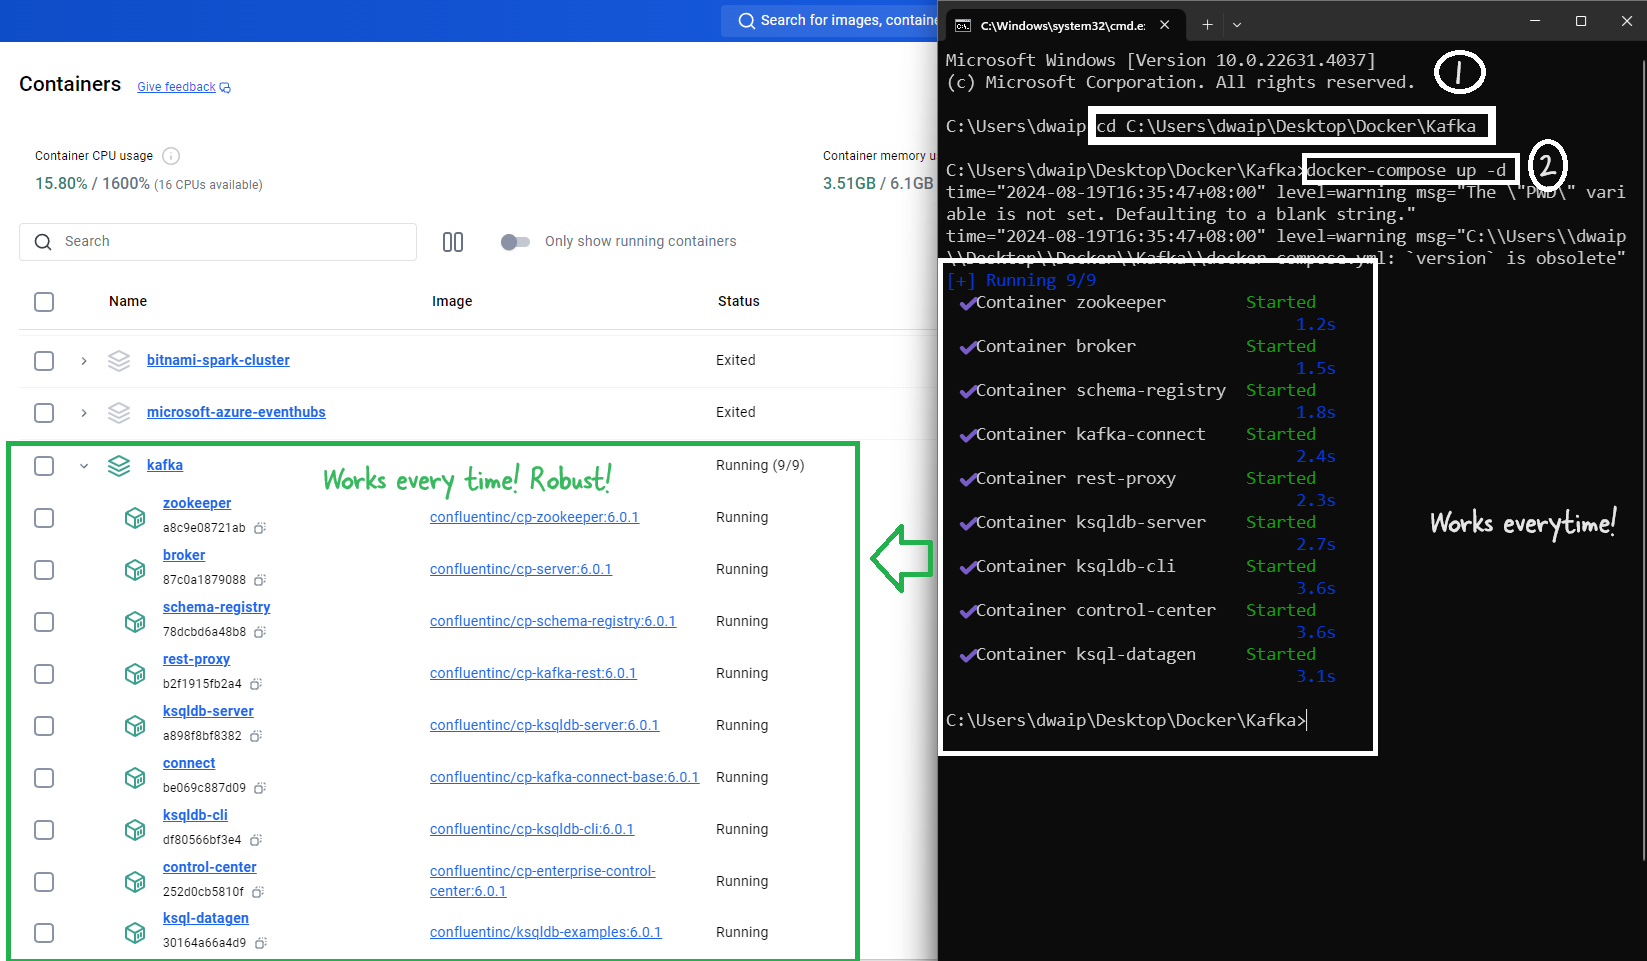 Search for images, containe
Containers
Give feedback
Container CPU usage
15.80% / 1600% (16 CPUs available)
Container memory u
3.51GB / 6.1GB
Search
Only show running containers
Name Image Status
bitnami-spark-cluster Exited
microsoft-azure-eventhubs Exited
kafka Running (9/9)
Works every time! Robust!
zookeeper
a8c9e08721ab
confluentinc/cp-zookeeper:6.0.1 Running
broker
87c0a1879088
confluentinc/cp-server:6.0.1 Running
schema-registry
78dcbd6a48b8
confluentinc/cp-schema-registry:6.0.1 Running
rest-proxy
b2f1915fb2a4
confluentinc/cp-kafka-rest:6.0.1 Running
ksqldb-server
a898f8bf8382
confluentinc/cp-ksqldb-server:6.0.1 Running
connect
be069c887d09
confluentinc/cp-kafka-connect-base:6.0.1 Running
ksqldb-cli
df80566bf3e4
confluentinc/cp-ksqldb-cli:6.0.1 Running
control-center
252d0cb5810f
confluentinc/cp-enterprise-control-
center:6.0.1
Running
ksql-datagen
30164a66a4d9
confluentinc/ksqldb-examples:6.0.1 Running
C:\Windows\system32\cmd.e:
Microsoft Windows [Version 10.0.22631.4037]
(c) Microsoft Corporation. All rights reserved.
1
C:\Users\dwaip cd C:\Users\dwaip\Desktop\Docker\Kafka
C:\Users\dwaip\Desktop\Docker\Kafka>docker-compose up -d
2
time="2024-08-19T16:35:47+08:00" level=warning msg="The \"PWD\" vari
able is not set. Defaulting to a blank string."
time="2024-08-19T16:35:47+08:00" level=warning msg="C:\\Users\\dwaip
\\Desktop\\Docker\\Kafka\\docker-compose.yml: `version` is obsolete"
[+] Running 9/9
✔Container zookeeper Started
1.2s
✔Container broker Started
1.5s
✔Container schema-registry Started
1.8s
✔Container kafka-connect Started
2.4s
✔Container rest-proxy Started
2.3s
✔Container ksqldb-server Started
2.7s
✔Container ksqldb-cli Started
3.6s
✔Container control-center Started
3.6s
✔Container ksql-datagen Started
3.1s
C:\Users\dwaip\Desktop\Docker\Kafka>
Works everytime!